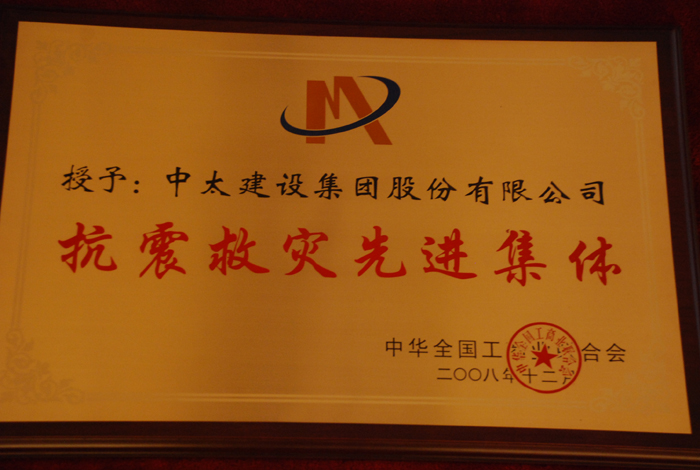 授予：中太建设集团股份有限公司
抗震救灾先进集体
中华全国工 业 合会
二〇〇八年十二